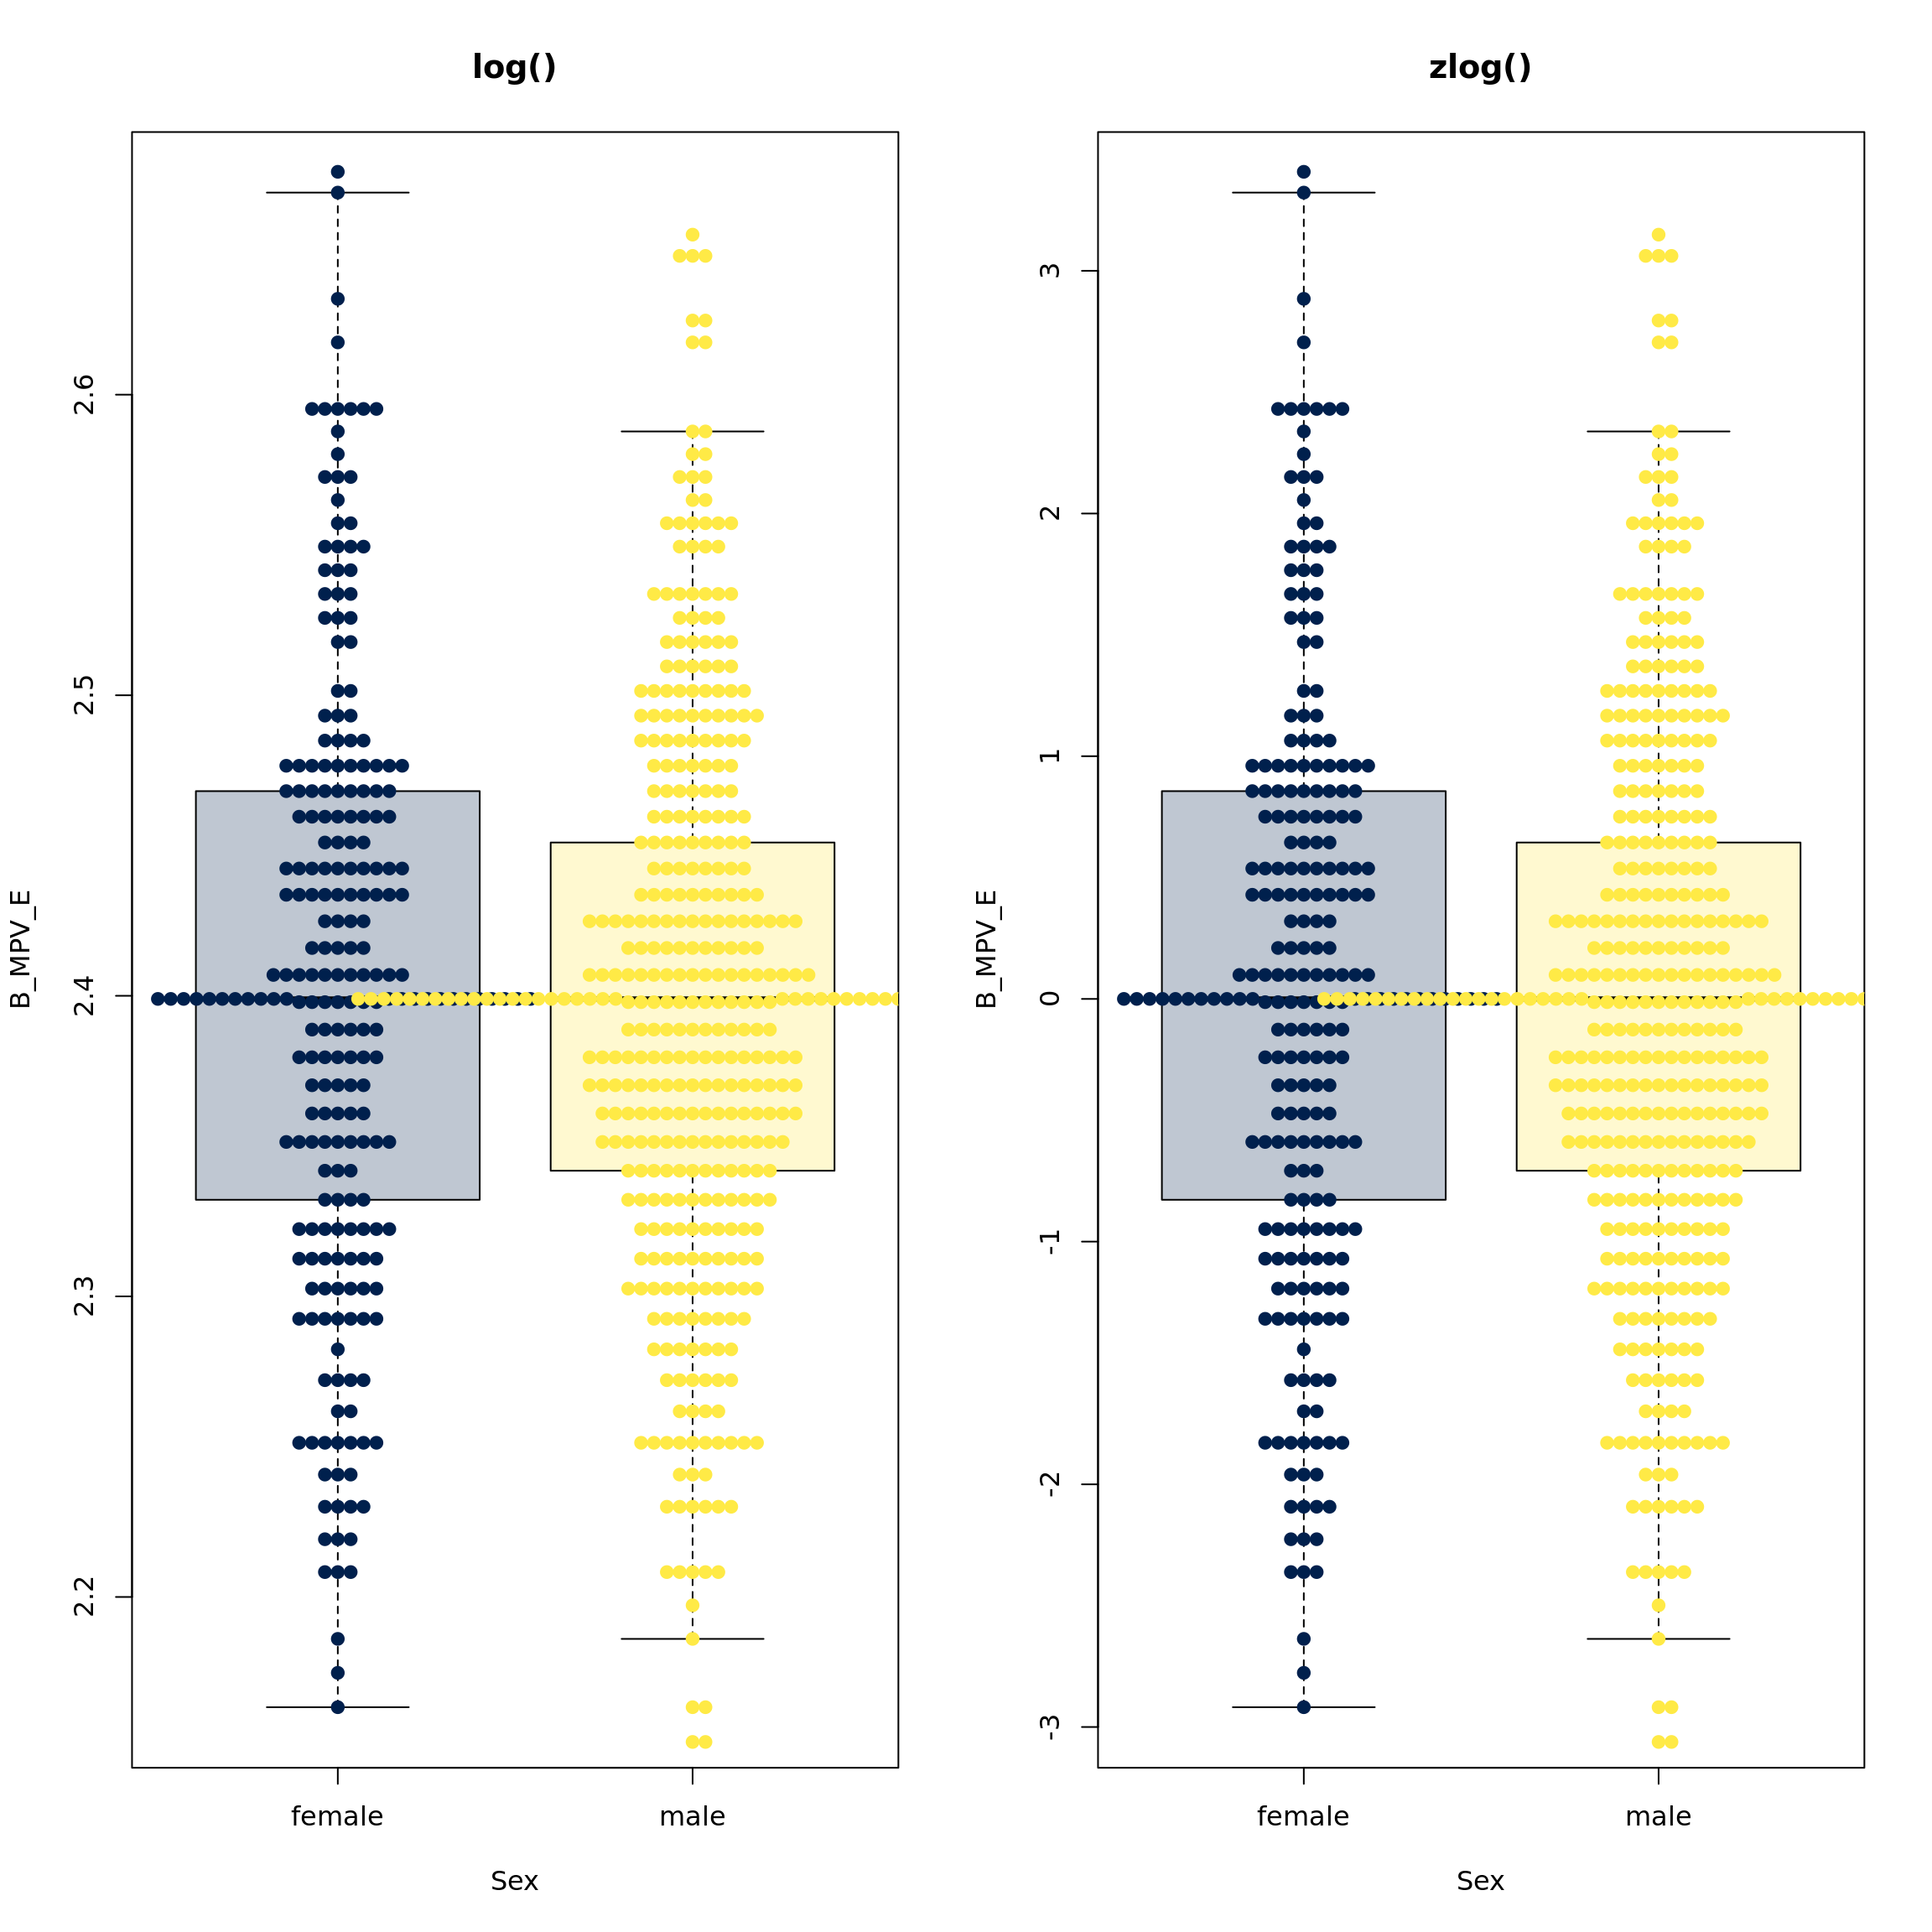 log()
B_MPV_E
2.6
2.5
2.4
2.3
2.2
female
male
Sex
zlog()
B_MPV_E
3
2
1
0
-1
-2
-3
female
male
Sex